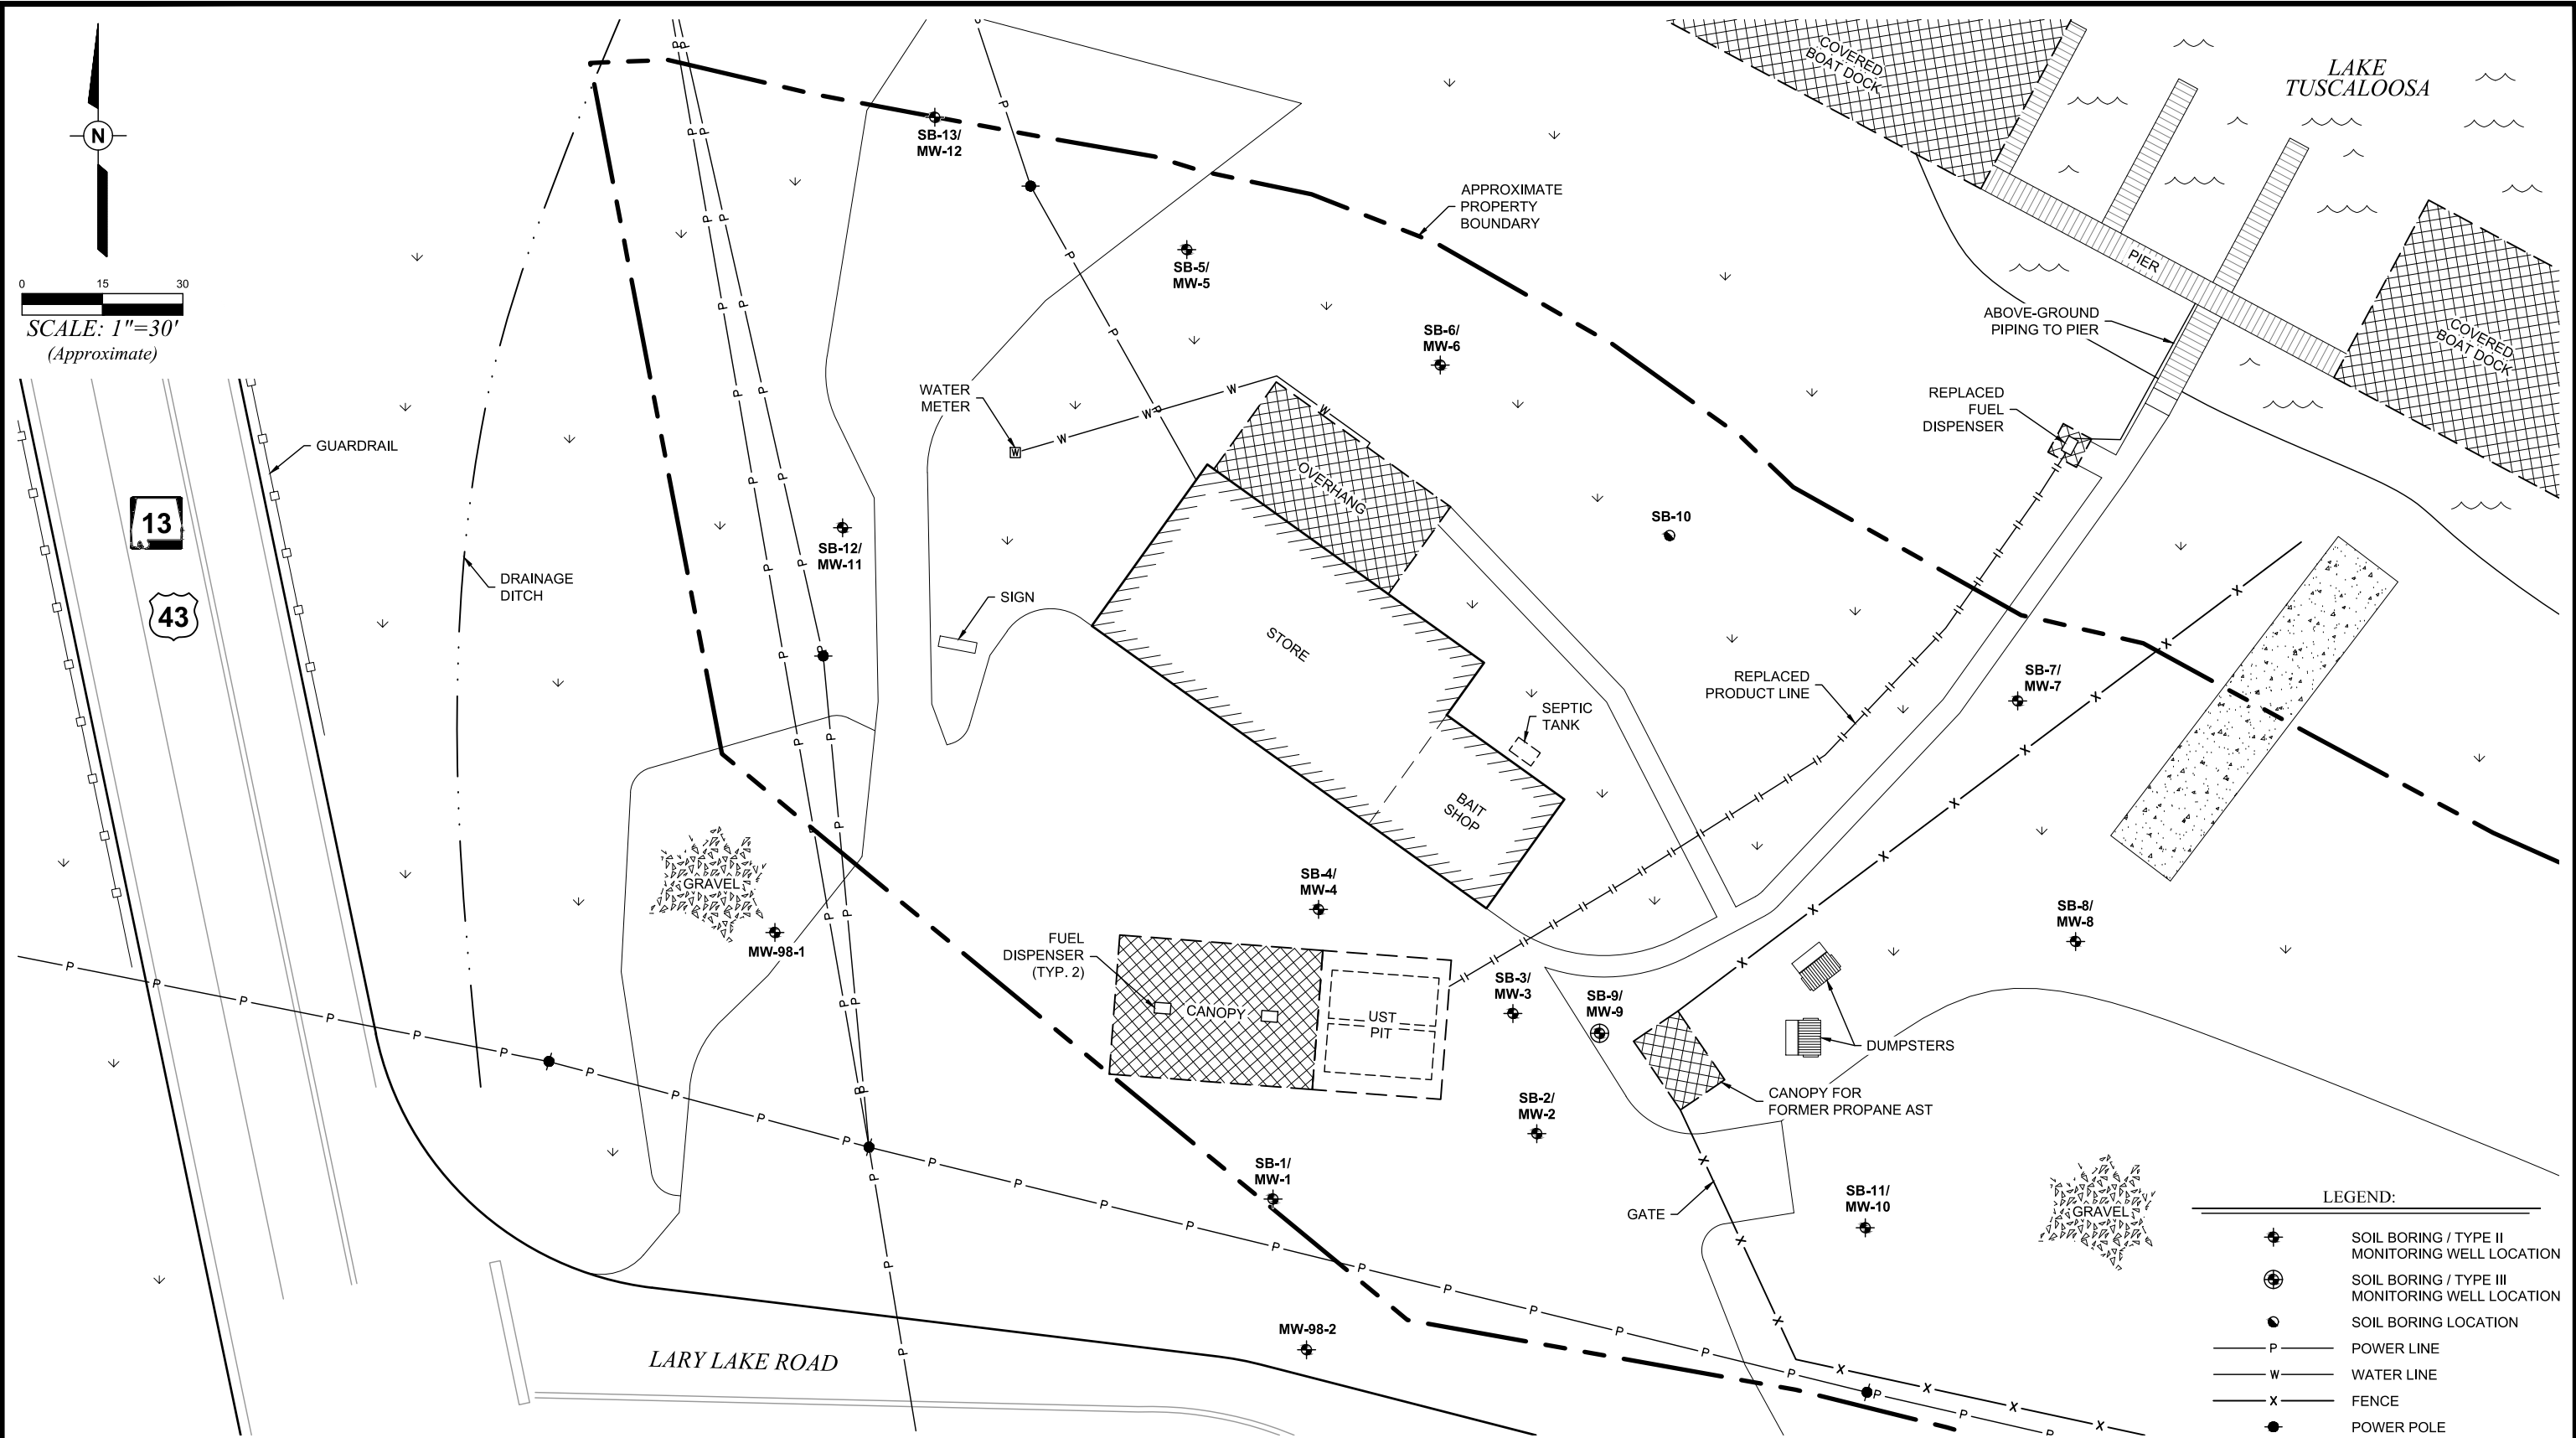 COVERED
BOAT DOCK
LAKE
TUSCALOOSA
N
SB-13/
MW-12
APPROXIMATE
PROPERTY
BOUNDARY
SB-5/
MW-5
PIER
0 15 30
SCALE: 1"=30'
(Approximate)
SB-6/
MW-6
ABOVE-GROUND
PIPING TO PIER
COVERED
BOAT DOCK
WATER
METER
W
REPLACED
FUEL
DISPENSER
GUARDRAIL
OVERHANG
13
SB-10
SB-12/
MW-11
DRAINAGE
DITCH
43
SIGN
STORE
REPLACED
PRODUCT LINE
SB-7/
MW-7
SEPTIC
TANK
BAIT
SHOP
GRAVEL
SB-4/
MW-4
SB-8/
MW-8
MW-98-1
FUEL
DISPENSER
(TYP. 2)
CANOPY
UST
PIT
SB-3/
MW-3
SB-9/
MW-9
DUMPSTERS
SB-2/
MW-2
CANOPY FOR
FORMER PROPANE AST
SB-1/
MW-1
GATE
SB-11/
MW-10
GRAVEL
MW-98-2
LARY LAKE ROAD
LEGEND:
SOIL BORING / TYPE II
MONITORING WELL LOCATION
SOIL BORING / TYPE III
MONITORING WELL LOCATION
SOIL BORING LOCATION
P POWER LINE
W WATER LINE
X FENCE
POWER POLE